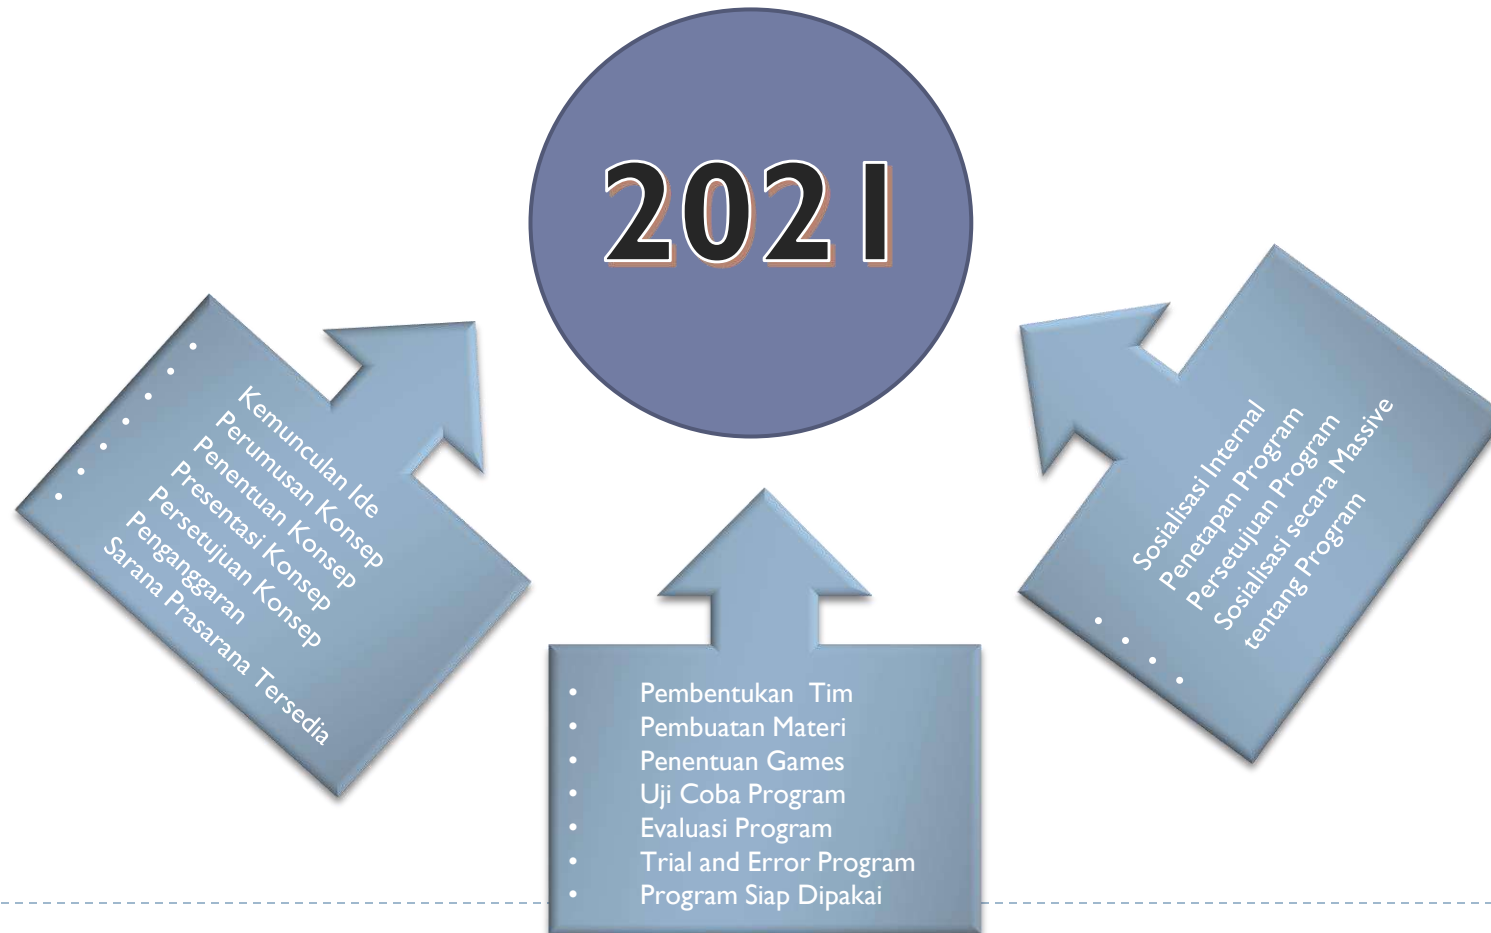 2021
Kemunculan Ide
Perumusan Konsep
Penentuan Konsep
Presentasi Konsep
Persetujuan Konsep
Penganggaran
Sarana Prasarana Tersedia
• Pembentukan Tim
• Pembuatan Materi
• Penentuan Games
• Uji Coba Program
• Evaluasi Program
• Trial and Error Program
• Program Siap Dipakai
Sosialisasi Internal
Penetapan Program
Persetujuan Program
Sosialisasi secara Massive
tentang Program